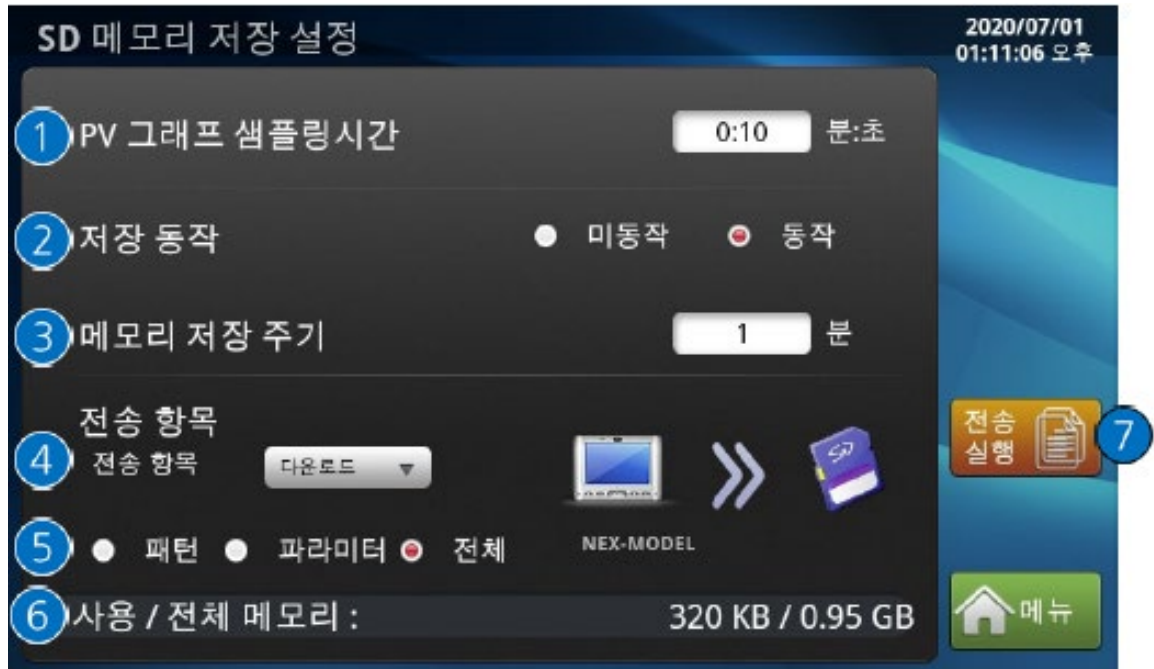 SD 메모리 저장 설정
2020/07/01
01:11:06 오후
1 PV 그래프 샘플링시간 0:10 분:초
2 저장 동작 미동작 동작
3 메모리 저장 주기 1 분
전송 항목
4 전송 항목 다운로드
SD
전송
실행
7
NEX-MODEL
5 패턴 파라미터 전체
6 사용 / 전체 메모리 : 320 KB / 0.95 GB
메뉴